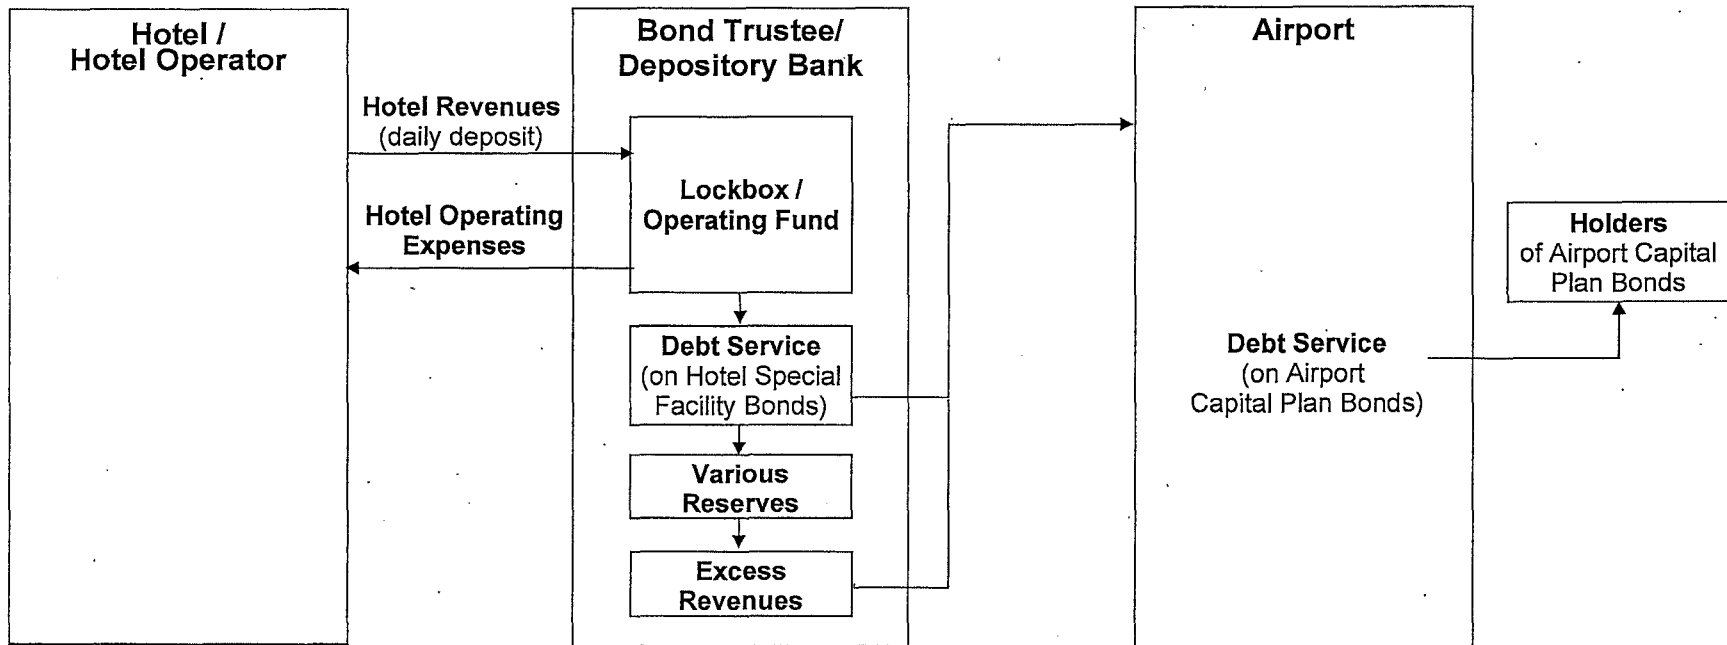 Hotel /
Hotel Operator
Hotel Revenues
(daily deposit)
Hotel Operating
Expenses
Bond Trustee/
Depository Bank
Lockbox /
Operating Fund
Debt Service
(on Hotel Special
Facility Bonds)
Various
Reserves
Excess
Revenues
Airport
Debt Service
(on Airport
Capital Plan Bonds)
Holders
of Airport Capital
Plan Bonds